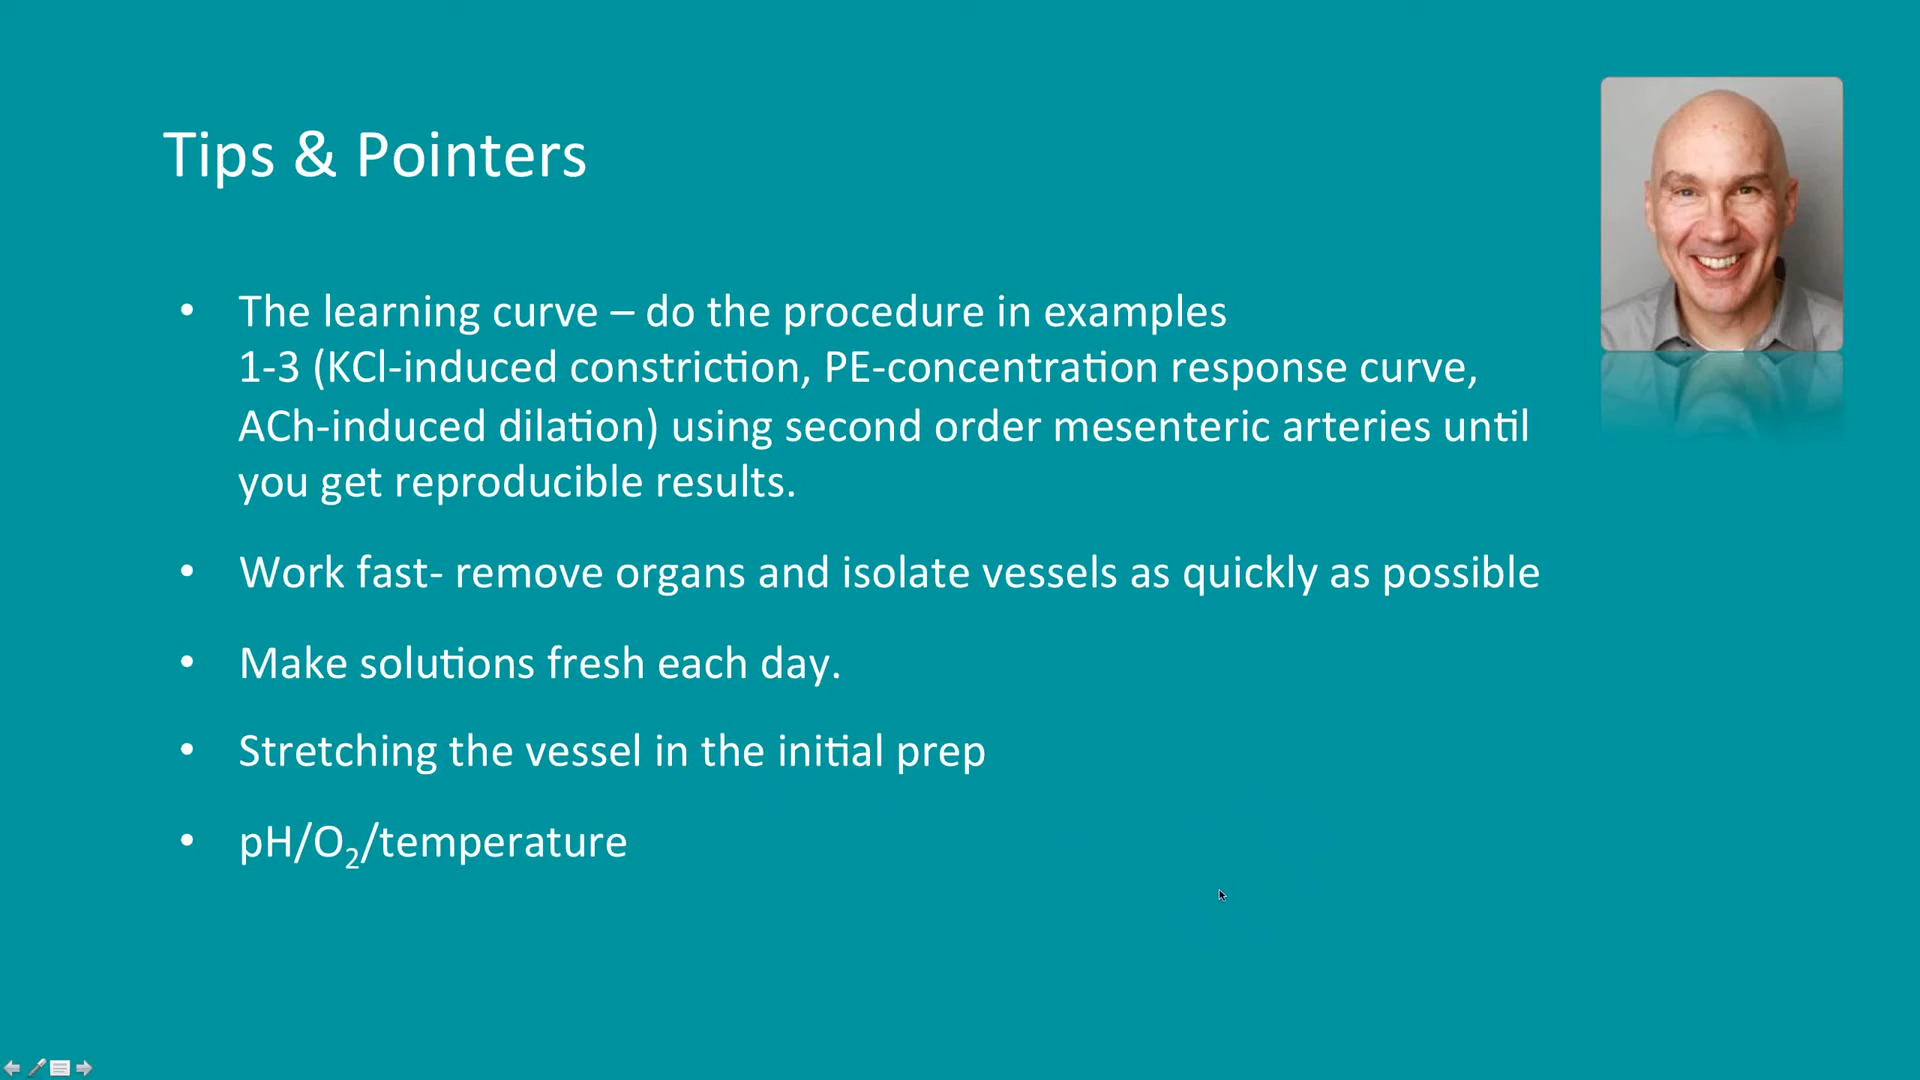 Tips & Pointers
• The learning curve – do the procedure in examples
1-3 (KCl-induced constriction, PE-concentration response curve,
ACh-induced dilation) using second order mesenteric arteries until
you get reproducible results.
• Work fast- remove organs and isolate vessels as quickly as possible
• Make solutions fresh each day.
• Stretching the vessel in the initial prep
• pH/O₂/temperature